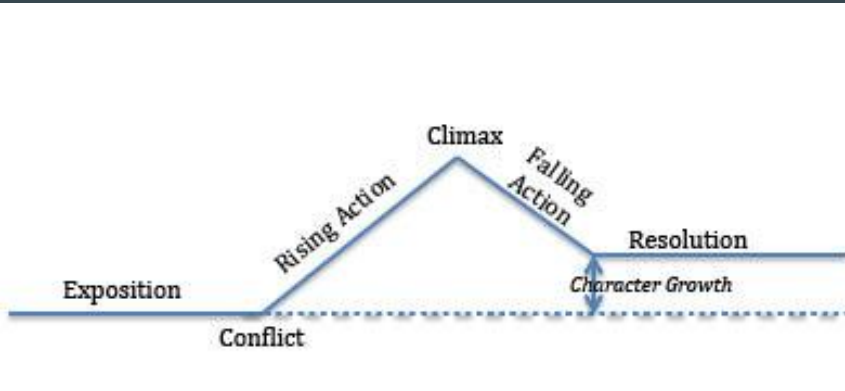 Climax
Falling
Action
Rising Action
Resolution
Character Growth
Exposition
Conflict